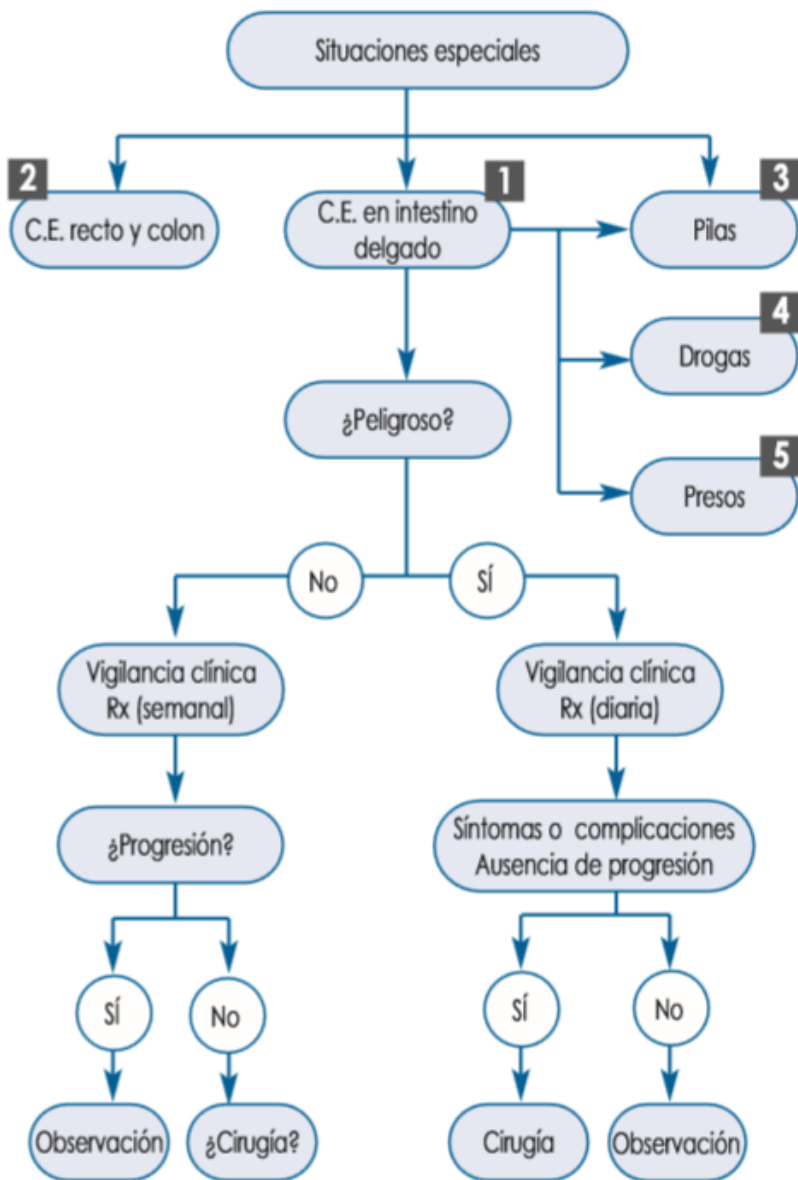 Situaciones especiales
2
C.E. recto y colon
1
C.E. en intestino
delgado
3
Pilas
4
Drogas
5
Presos
¿Peligroso?
No
SÍ
Vigilancia clínica
Rx (semanal)
Vigilancia clínica
Rx (diaria)
¿Progresión?
Síntomas o complicaciones
Ausencia de progresión
SÍ
No
SÍ
No
Observación
¿Cirugía?
Cirugía
Observación